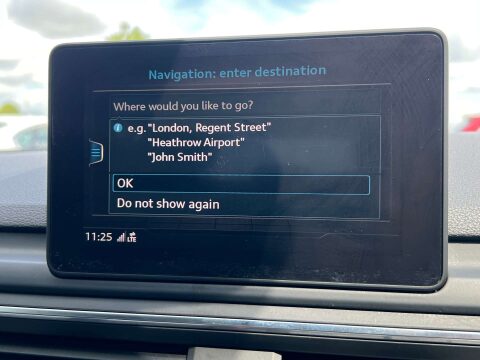 Navigation: enter destination
Where would you like to go?
i e.g. "London, Regent Street"
"Heathrow Airport"
"John Smith"
OK
Do not show again
11:25 LTE